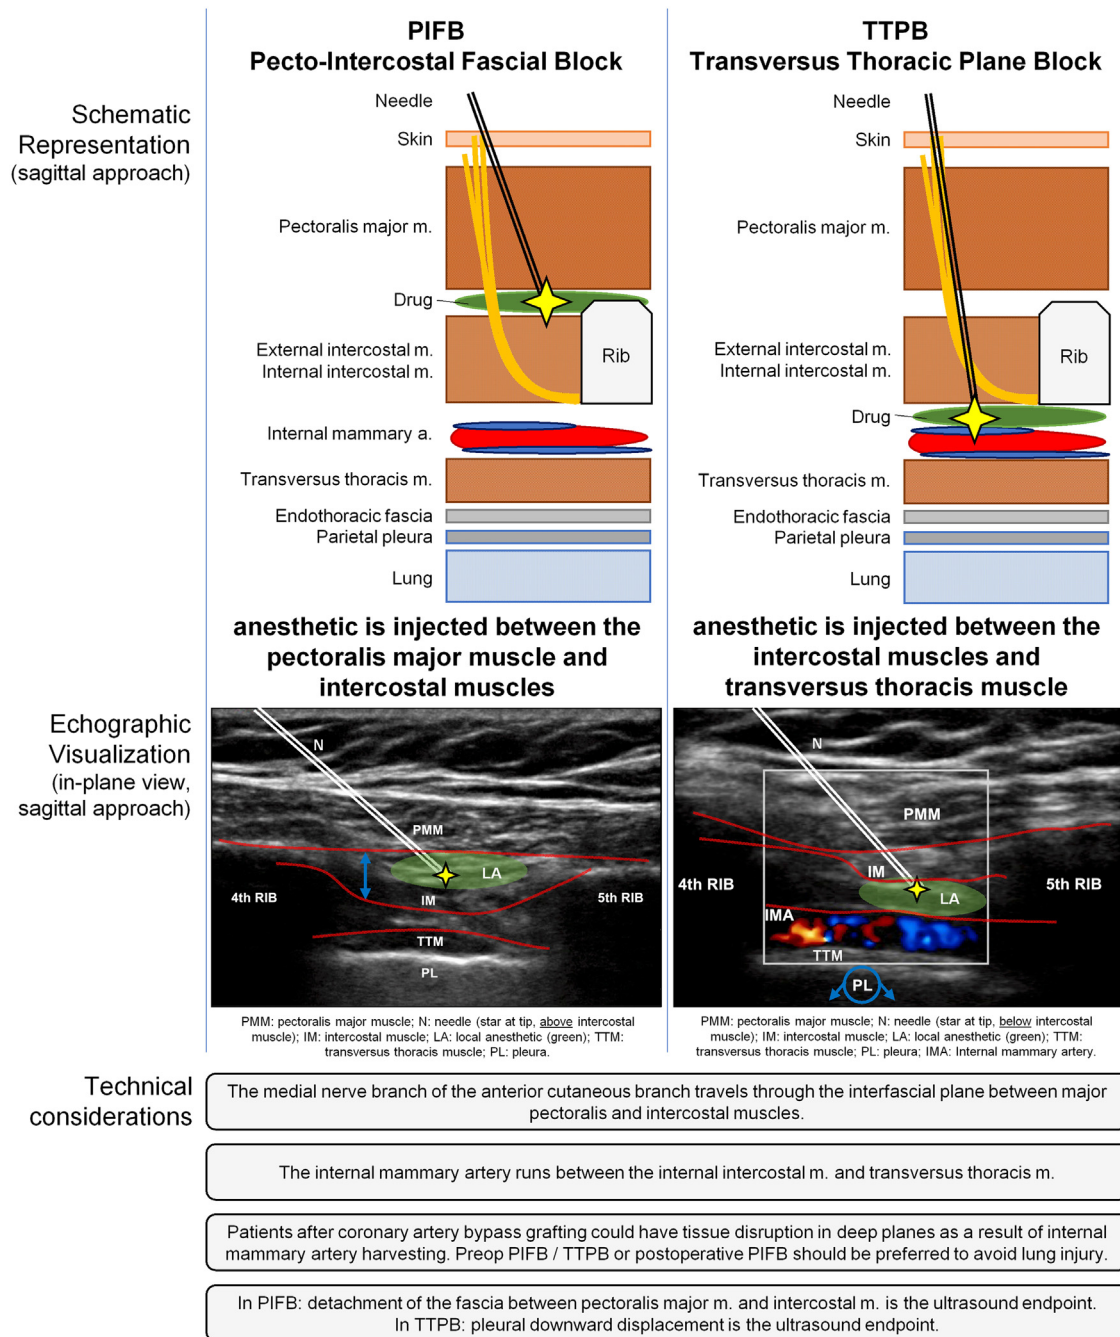 PIFB
Pecto-Intercostal Fascial Block
TTPB
Transversus Thoracic Plane Block
Schematic
Representation
(sagittal approach)
Needle
Skin
Pectoralis major m.
Drug
External intercostal m.
Internal intercostal m.
Rib
Internal mammary a.
Transversus thoracis m.
Endothoracic fascia
Parietal pleura
Lung
Needle
Skin
Pectoralis major m.
External intercostal m.
Internal intercostal m.
Rib
Drug
Transversus thoracis m.
Endothoracic fascia
Parietal pleura
Lung
anesthetic is injected between the
pectoralis major muscle and
intercostal muscles
anesthetic is injected between the
intercostal muscles and
transversus thoracis muscle
Echographic
Visualization
(in-plane view,
sagittal approach)
N
PMM
LA
4th RIB
IM
5th RIB
TTM
PL
N
PMM
IM
4th RIB
LA
5th RIB
IMA
TTM
PL
PMM: pectoralis major muscle; N: needle (star at tip, above intercostal
muscle); IM: intercostal muscle; LA: local anesthetic (green); TTM:
transversus thoracis muscle; PL: pleura.
PMM: pectoralis major muscle; N: needle (star at tip, below intercostal
muscle); IM: intercostal muscle; LA: local anesthetic (green); TTM:
transversus thoracis muscle; PL: pleura; IMA: Internal mammary artery.
Technical
considerations
The medial nerve branch of the anterior cutaneous branch travels through the interfascial plane between major
pectoralis and intercostal muscles.
The internal mammary artery runs between the internal intercostal m. and transversus thoracis m.
Patients after coronary artery bypass grafting could have tissue disruption in deep planes as a result of internal
mammary artery harvesting. Preop PIFB / TTPB or postoperative PIFB should be preferred to avoid lung injury.
In PIFB: detachment of the fascia between pectoralis major m. and intercostal m. is the ultrasound endpoint.
In TTPB: pleural downward displacement is the ultrasound endpoint.